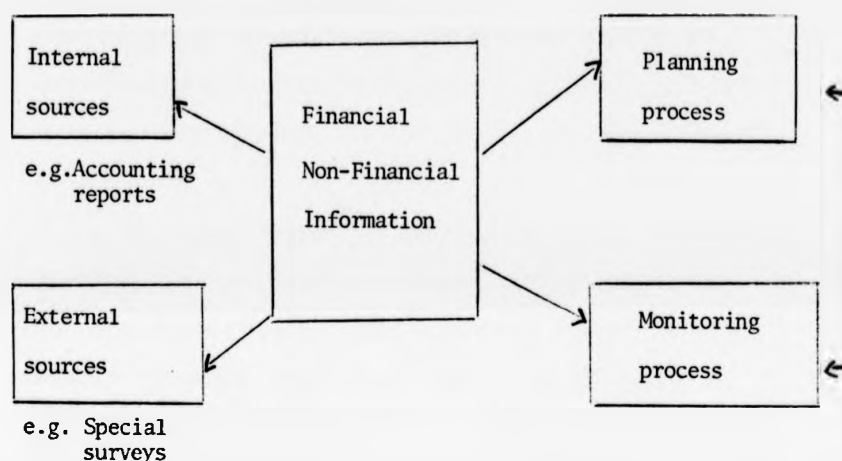 Internal
sources
e.g.Accounting
reports
Financial
Non-Financial
Information
Planning
process
External
sources
e.g. Special
surveys
Monitoring
process